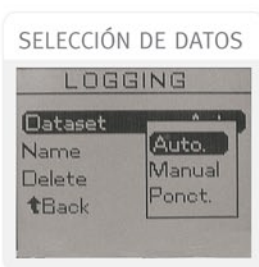 SELECCIÓN DE DATOS
LOGGING
Dataset
Auto.
Name
Manual
Delete
Ponct.
Back